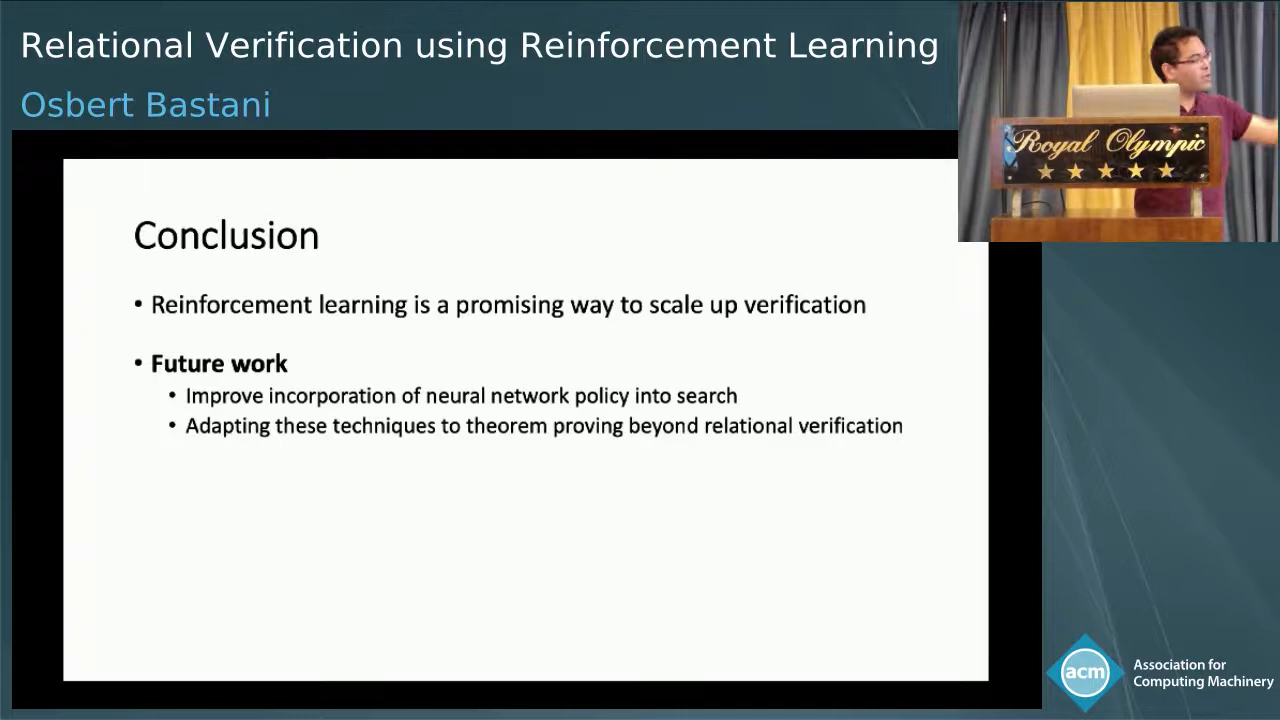 Relational Verification using Reinforcement Learning
Osbert Bastani
Royal Olympic
Conclusion
• Reinforcement learning is a promising way to scale up verification
• Future work
• Improve incorporation of neural network policy into search
• Adapting these techniques to theorem proving beyond relational verification
acm
Association for
Computing Machinery